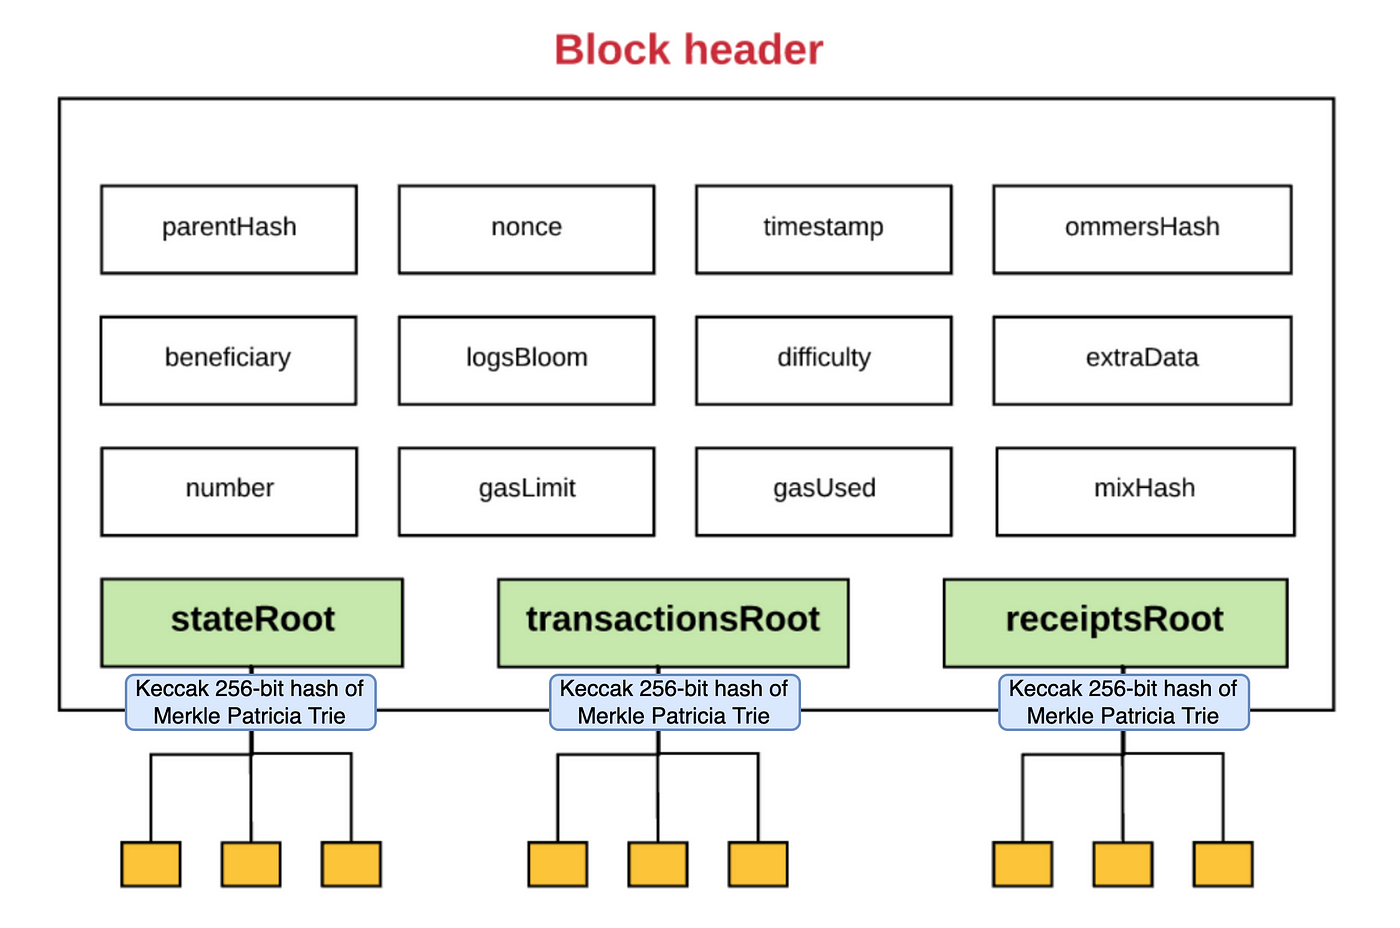 Block header
parentHash
nonce
timestamp
ommersHash
beneficiary
logsBloom
difficulty
extraData
number
gasLimit
gasUsed
mixHash
stateRoot
transactionsRoot
receiptsRoot
Keccak 256-bit hash of
Merkle Patricia Trie
Keccak 256-bit hash of
Merkle Patricia Trie
Keccak 256-bit hash of
Merkle Patricia Trie